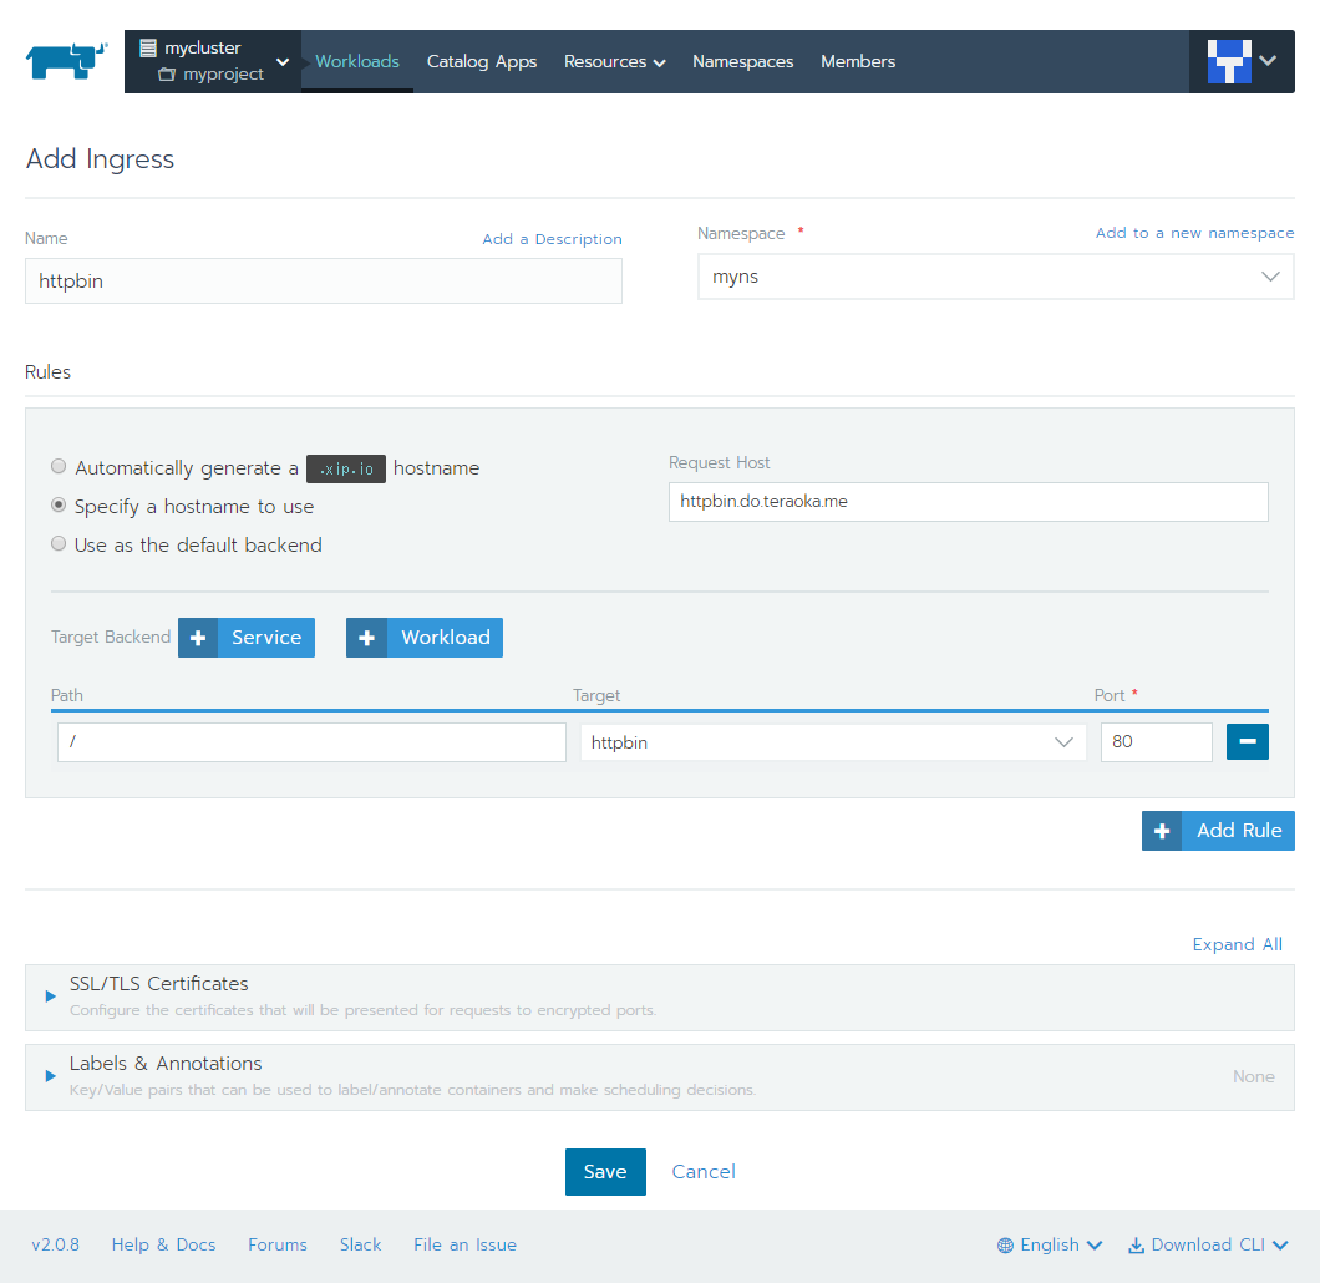 mycluster
myproject
Workloads Catalog Apps Resources Namespaces Members
Add Ingress
Name Add a Description
Namespace * Add to a new namespace
httpbin
myns
Rules
Automatically generate a .xip.io hostname
Specify a hostname to use
Use as the default backend
Request Host
httpbin.do.teraoka.me
Target Backend + Service + Workload
Path Target Port *
/ httpbin 80
+ Add Rule
Expand All
SSL/TLS Certificates
Configure the certificates that will be presented for requests to encrypted ports.
Labels & Annotations
Key/Value pairs that can be used to label/annotate containers and make scheduling decisions.
None
Save Cancel
v2.0.8 Help & Docs Forums Slack File an Issue English Download CLI